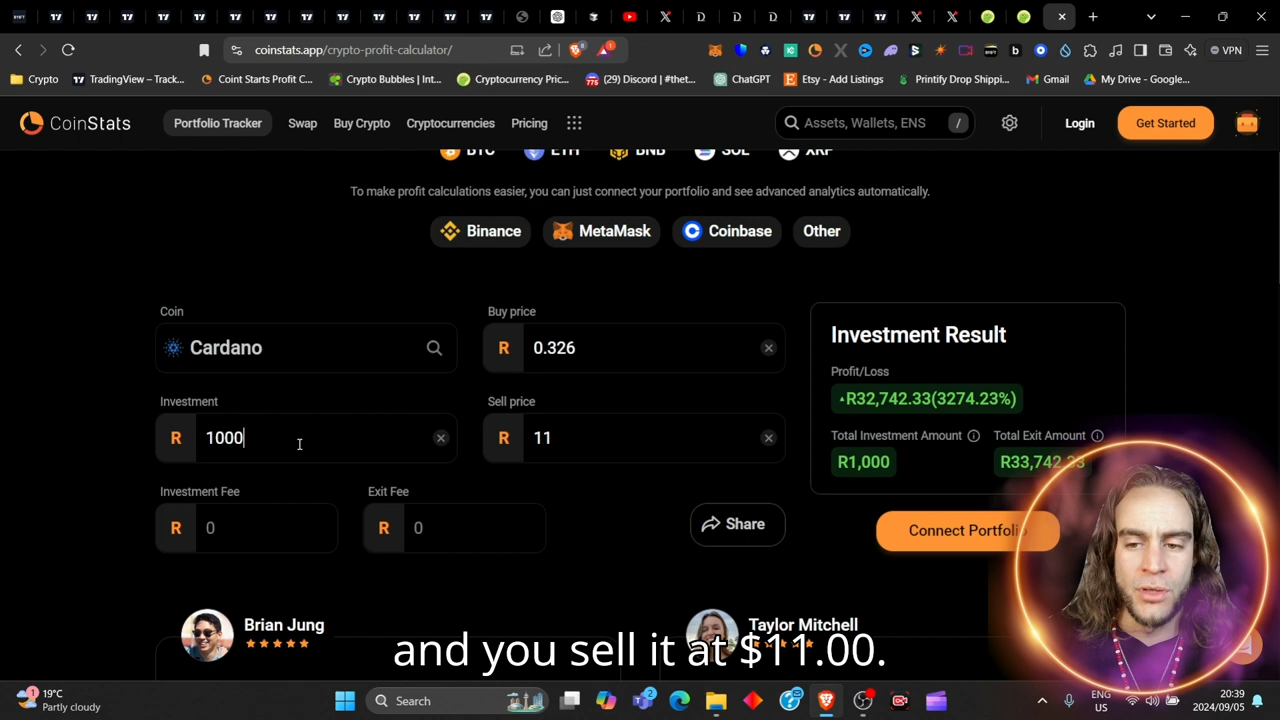 coinstats.app/crypto-profit-calculator/
8
1
VPN
Crypto
TradingView – Track...
Coint Starts Profit C...
Crypto Bubbles | Int...
Cryptocurrency Pric...
(29) Discord | #thet...
ChatGPT
Etsy - Add Listings
Printify Drop Shippi...
Gmail
My Drive - Google...
CoinStats
Portfolio Tracker
Swap
Buy Crypto
Cryptocurrencies
Pricing
Assets, Wallets, ENS
/
Login
Get Started
BTC
ETH
BNB
SOL
XRP
To make profit calculations easier, you can just connect your portfolio and see advanced analytics automatically.
Binance
MetaMask
Coinbase
Other
Coin
Buy price
Cardano
R 0.326
Investment
Sell price
R 1000
R 11
Investment Fee
Exit Fee
R 0
R 0
Share
Investment Result
Profit/Loss
R32,742.33(3274.23%)
Total Investment Amount
Total Exit Amount
R1,000
R33,742.33
Connect Portfolio
Brian Jung
Taylor Mitchell
and you sell it at $11.00.
1
19°C
Partly cloudy
Search
2
ENG
US
20:39
2024/09/05